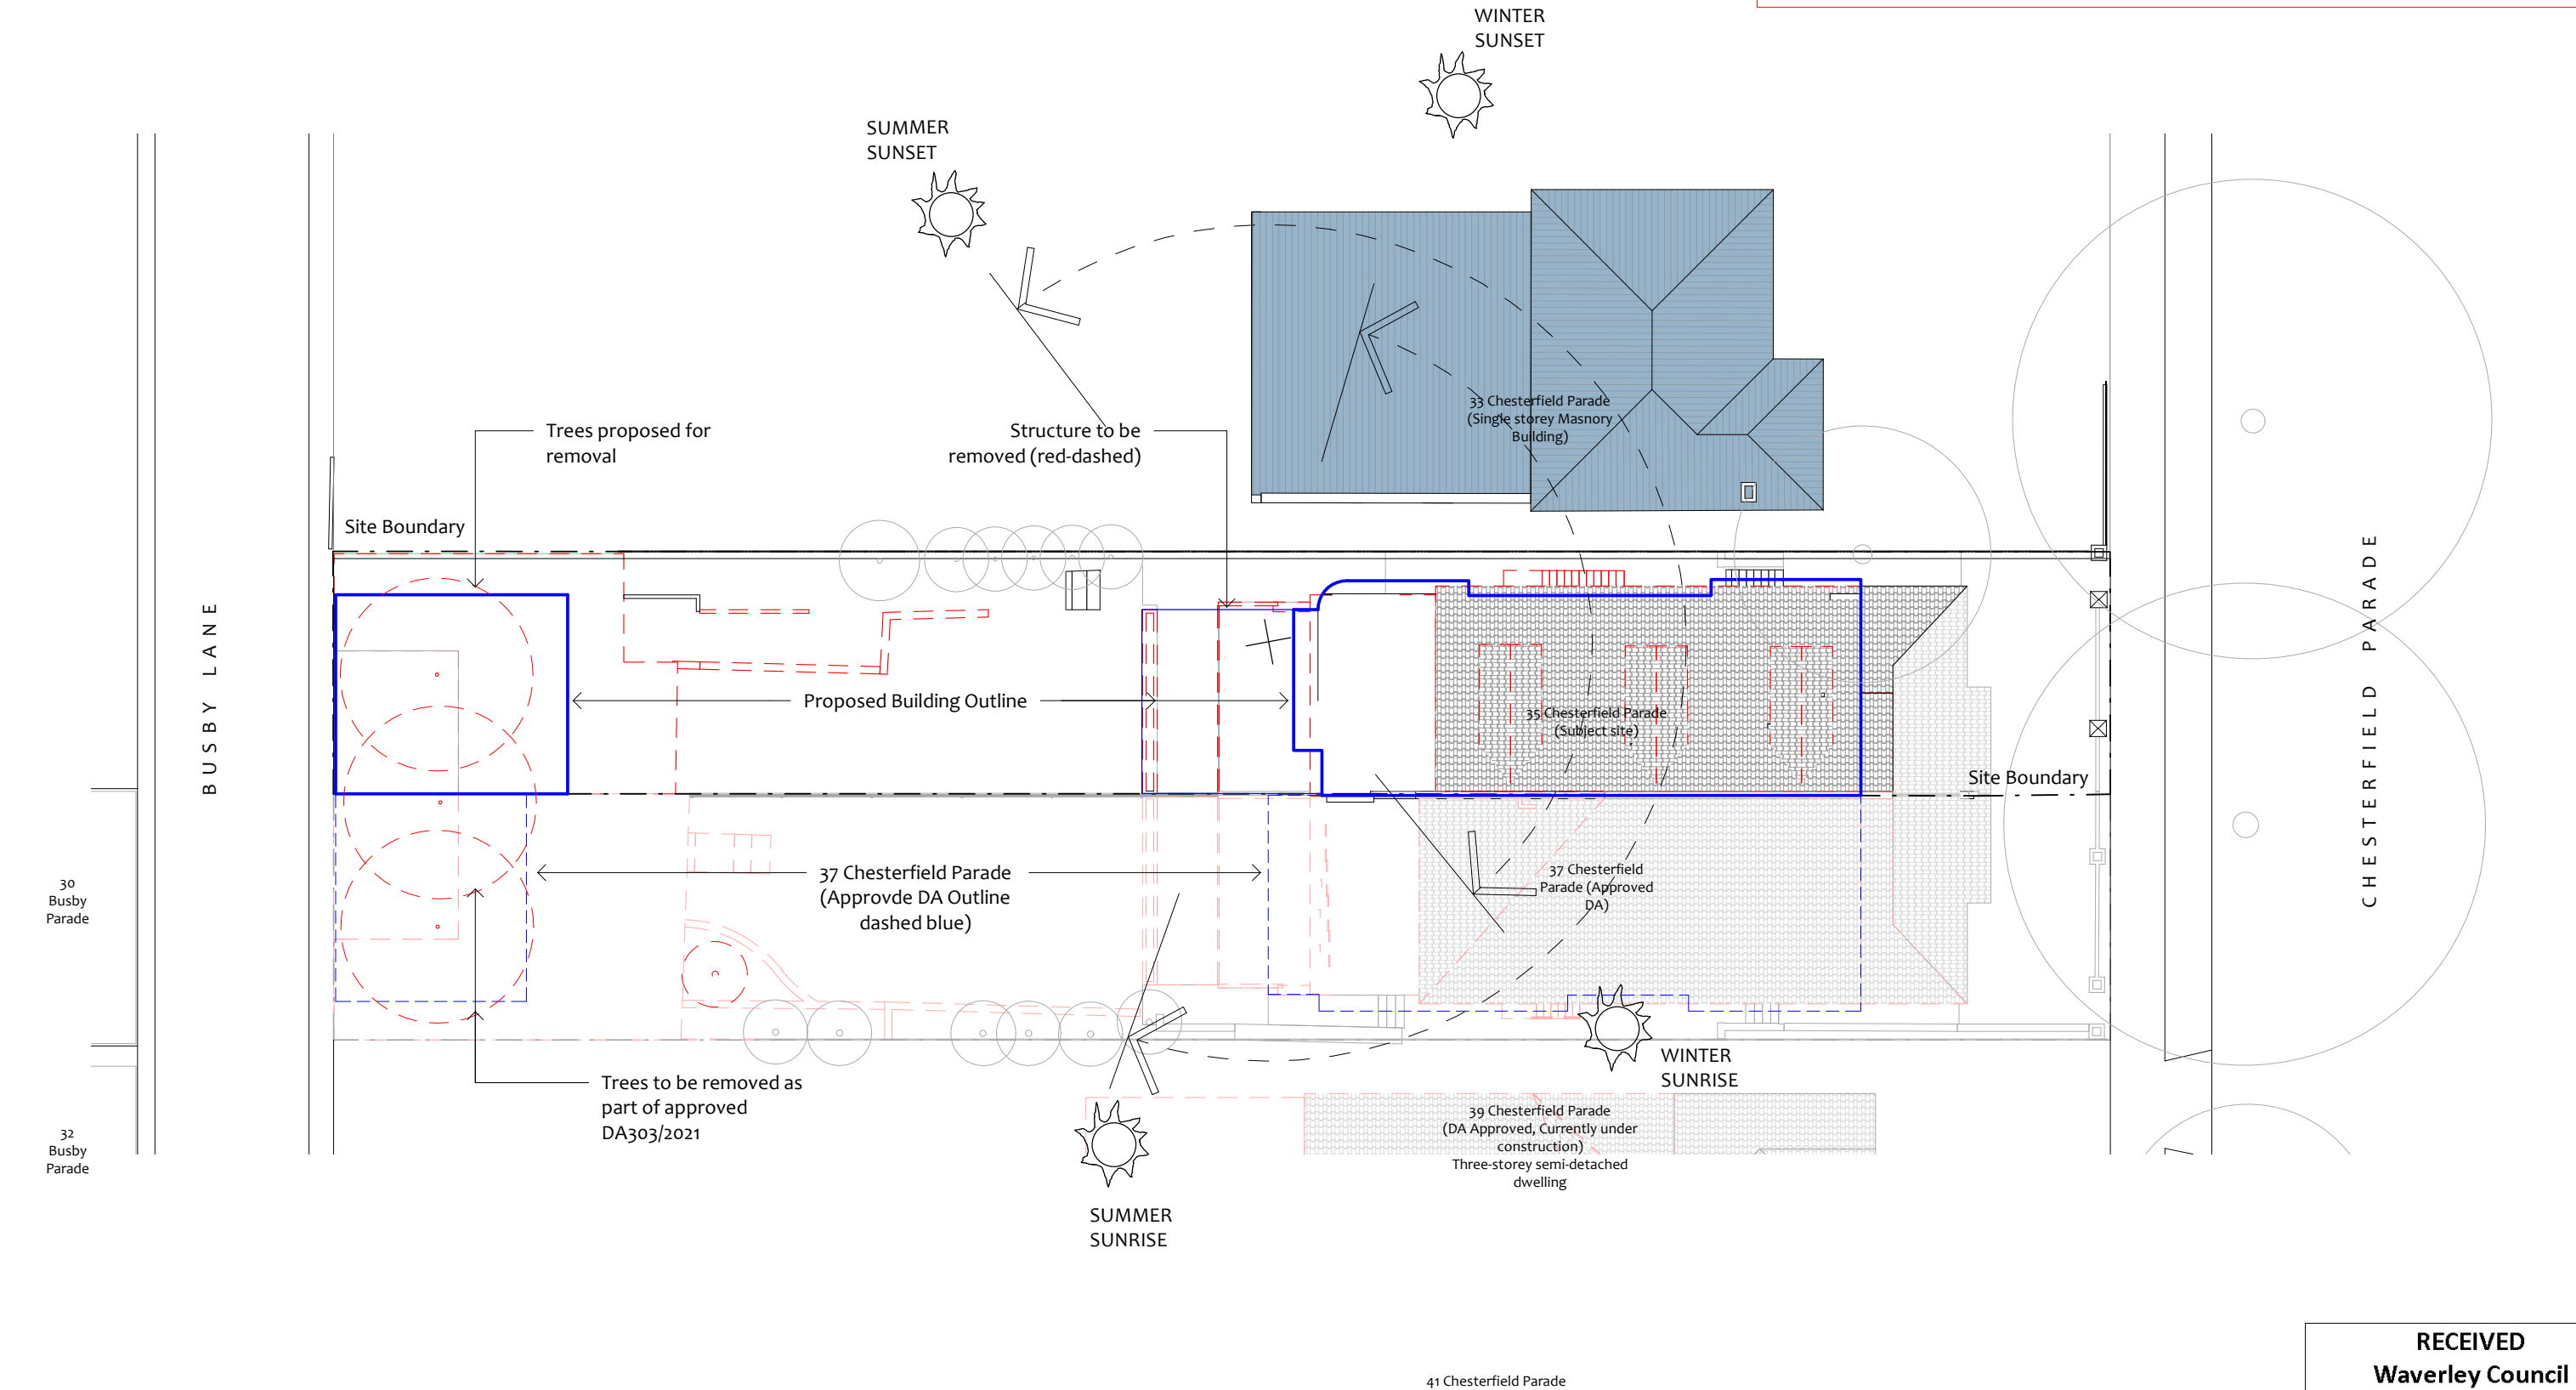 WINTER
SUNSET
SUMMER
SUNSET
33 Chesterfield Parade
(Single storey Masnory
Building)
Trees proposed for
removal
Structure to be
removed (red-dashed)
Site Boundary
BUSBY LANE
CHESTERFIELD PARADE
Proposed Building Outline
35 Chesterfield Parade
(Subject site)
Site Boundary
37 Chesterfield Parade
(Approvde DA Outline
dashed blue)
37 Chesterfield
Parade (Approved
DA)
30
Busby
Parade
WINTER
SUNRISE
Trees to be removed as
part of approved
DA303/2021
39 Chesterfield Parade
(DA Approved, Currently under
construction)
Three-storey semi-detached
dwelling
32
Busby
Parade
SUMMER
SUNRISE
RECEIVED
Waverley Council
41 Chesterfield Parade